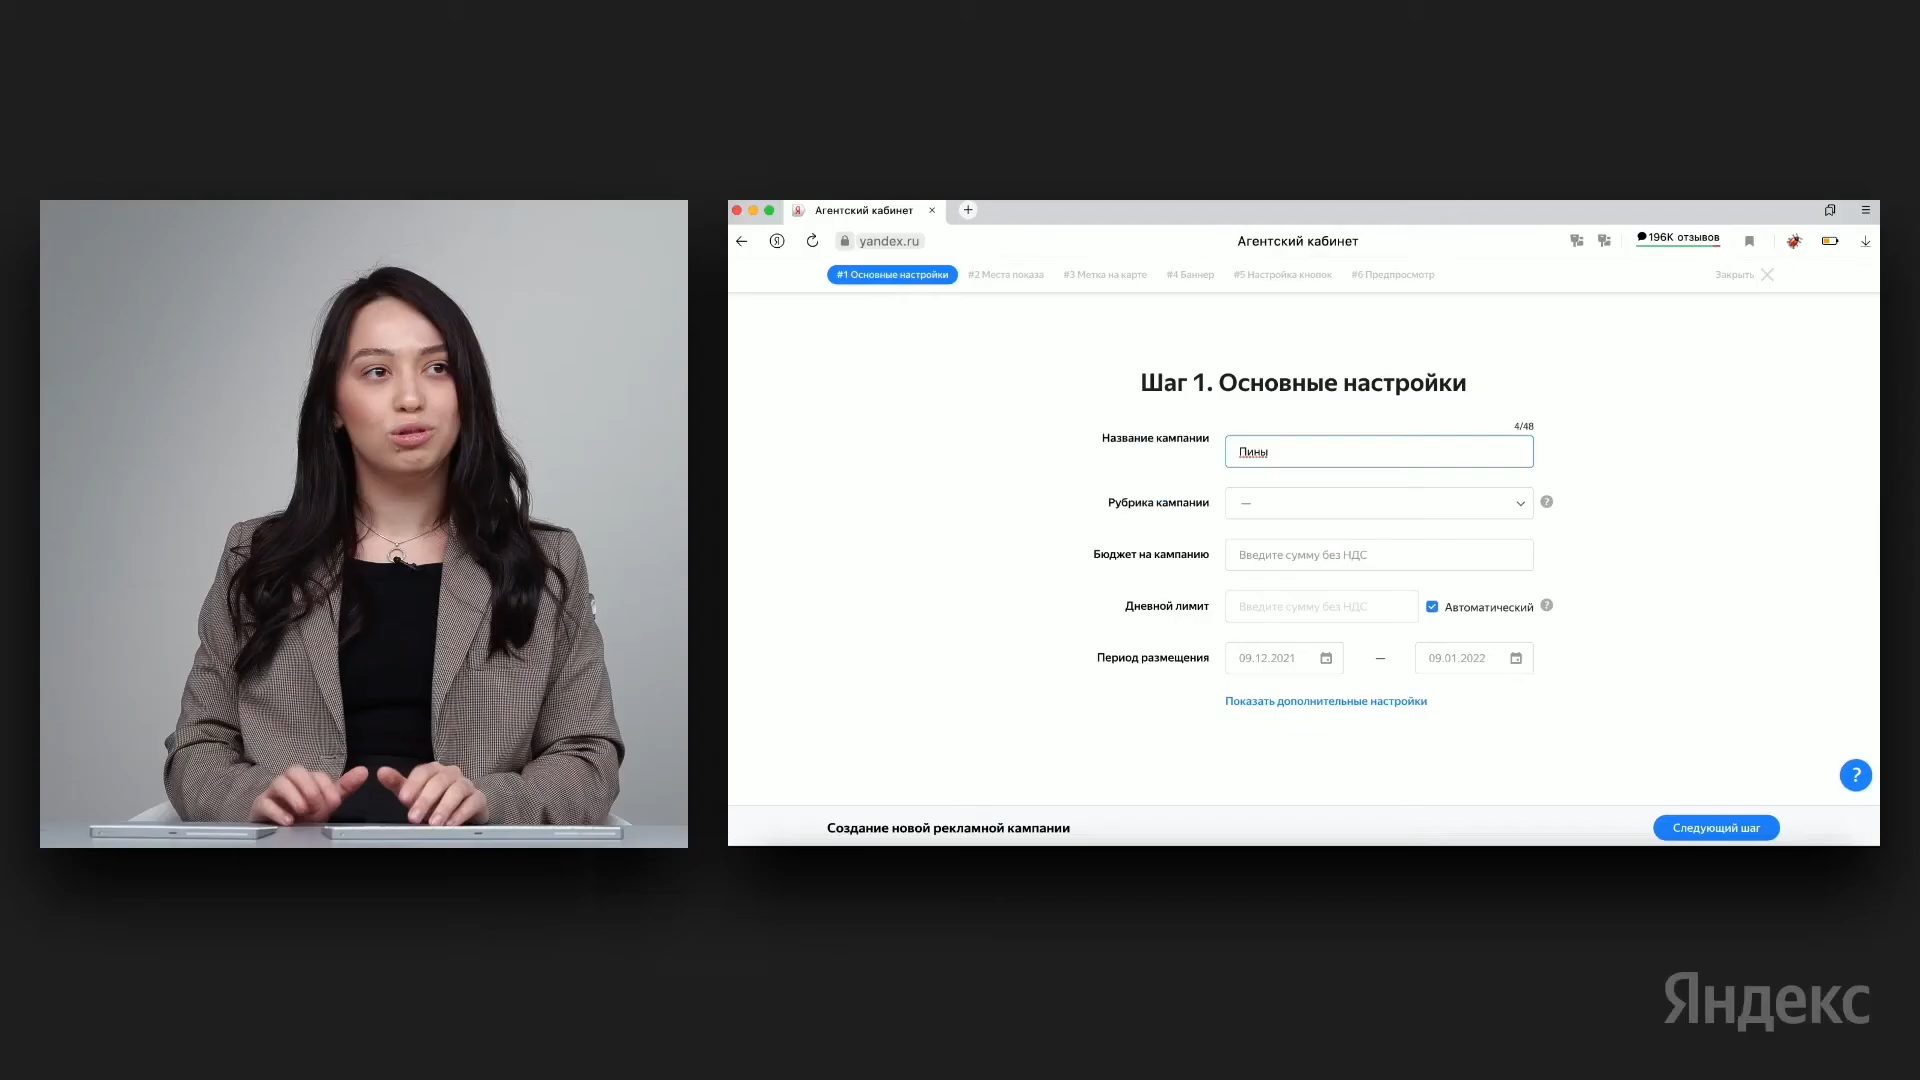 Агентский кабинет
yandex.ru
Агентский кабинет
196K отзывов
#1 Основные настройки
#2 Места показа
#3 Метка на карте
#4 Баннер
#5 Настройка кнопок
#6 Предпросмотр
Закрыть
Шаг 1. Основные настройки
4/48
Название кампании
Пины
Рубрика кампании
—
?
Бюджет на кампанию
Введите сумму без НДС
Дневной лимит
Введите сумму без НДС
Автоматический
?
Период размещения
09.12.2021
—
09.01.2022
Показать дополнительные настройки
?
Создание новой рекламной кампании
Следующий шаг
Яндекс